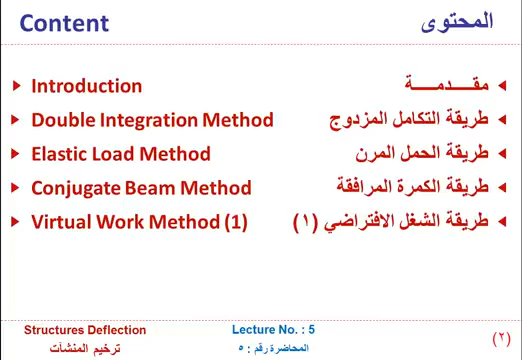 Content المحتوى
Introduction مقدمة
Double Integration Method طريقة التكامل المزدوج
Elastic Load Method طريقة الحمل المرن
Conjugate Beam Method طريقة الكمرة المرافقة
Virtual Work Method (1) طريقة الشغل الافتراضي (١)
Structures Deflection Lecture No. : 5
ترخيم المنشآت المحاضرة رقم : ٥ (٢)